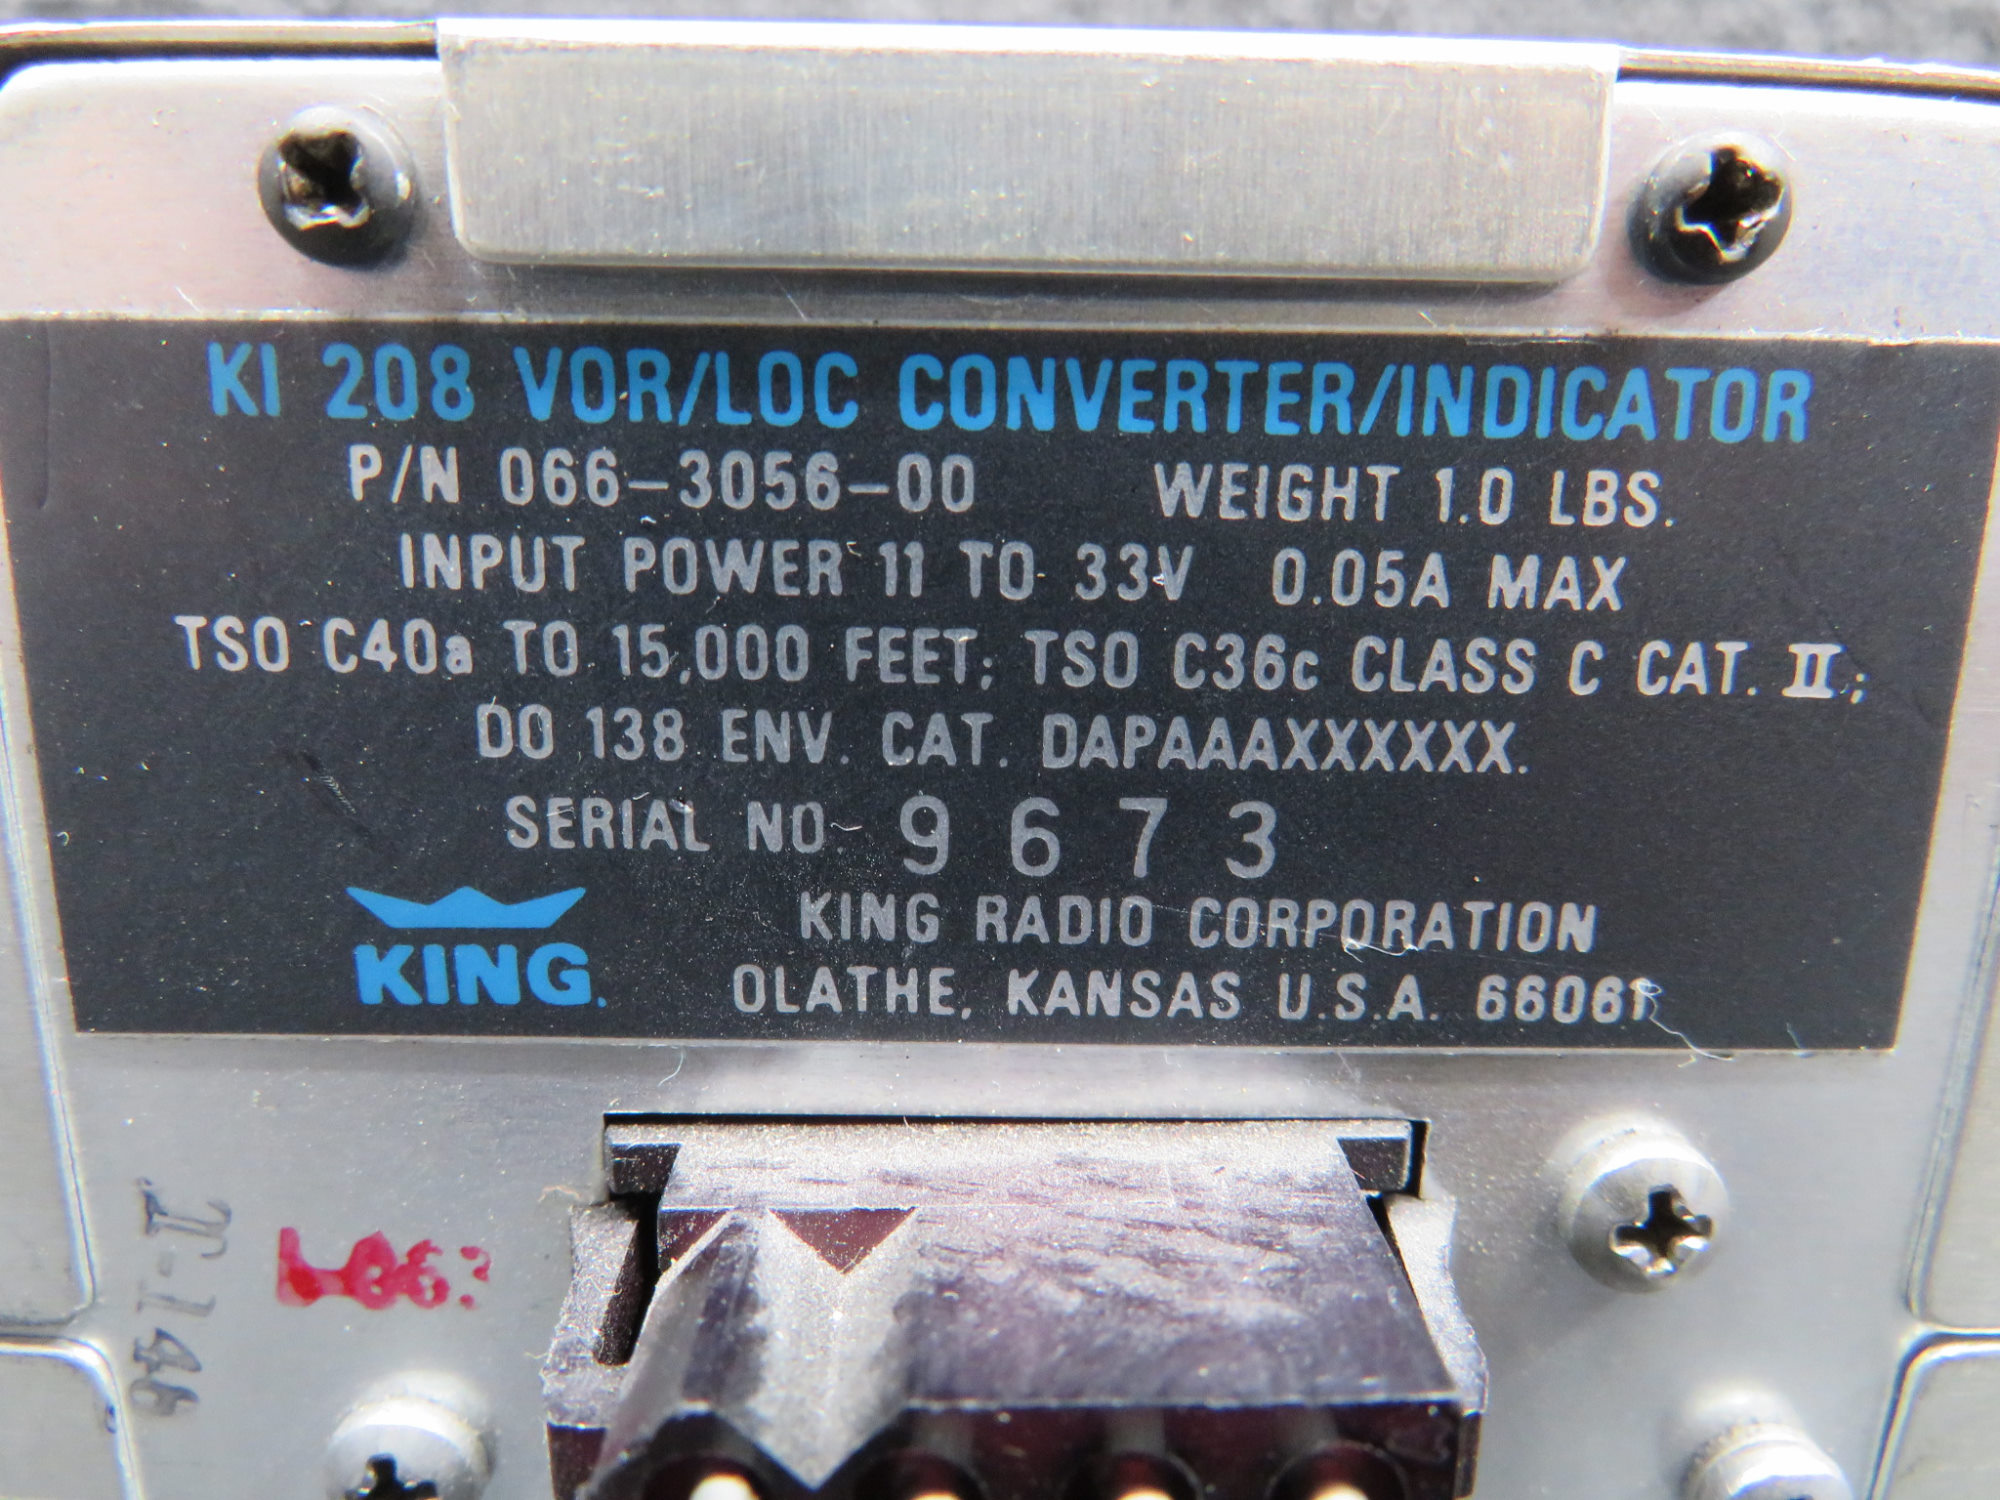 KI 208 VOR/LOC CONVERTER/INDICATOR
P/N 066-3056-00 WEIGHT 1.0 LBS.
INPUT POWER 11 TO 33V 0.05A MAX
TSO C40a TO 15,000 FEET; TSO C36c CLASS C CAT. II;
DO 138 ENV. CAT. DAPAAAXXXXXX.
SERIAL NO. 9673
KING RADIO CORPORATION
KING.
OLATHE, KANSAS U.S.A. 66061
I-146